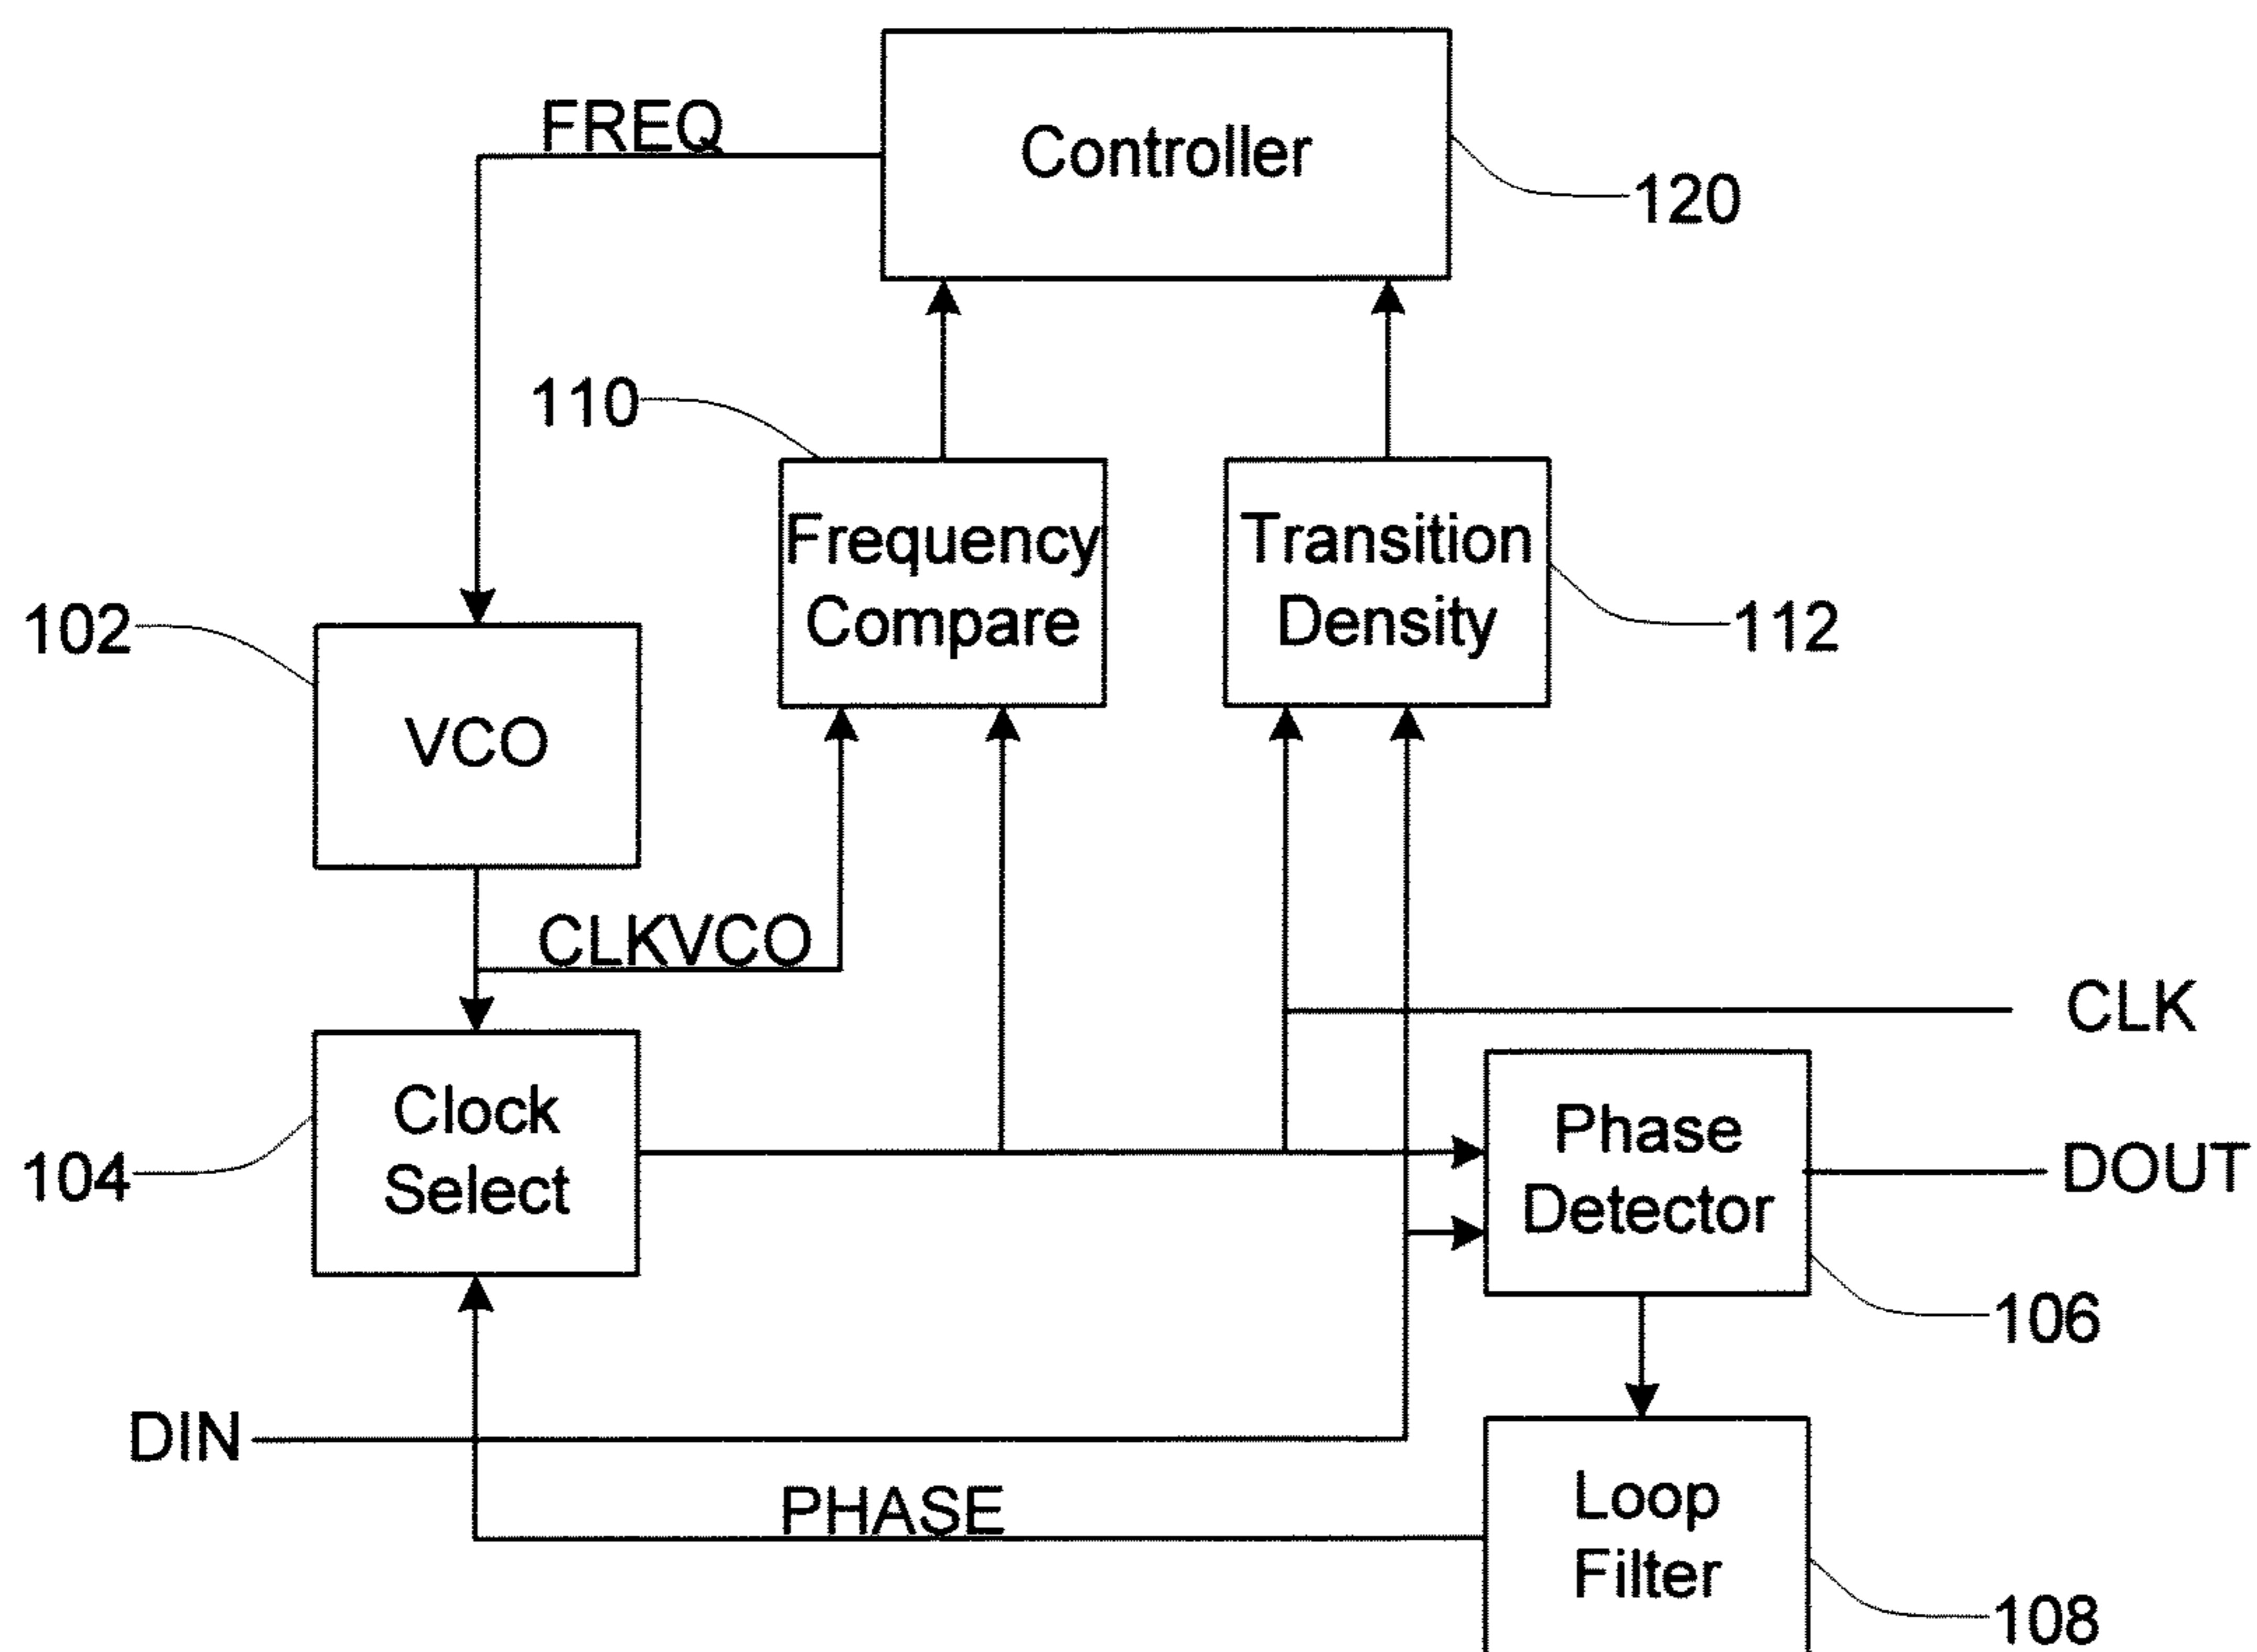 FREQ
Controller
120
110
Frequency
Compare
Transition
Density
112
102
VCO
CLKVCO
CLK
Clock
Select
104
Phase
Detector
DOUT
106
DIN
PHASE
Loop
Filter
108